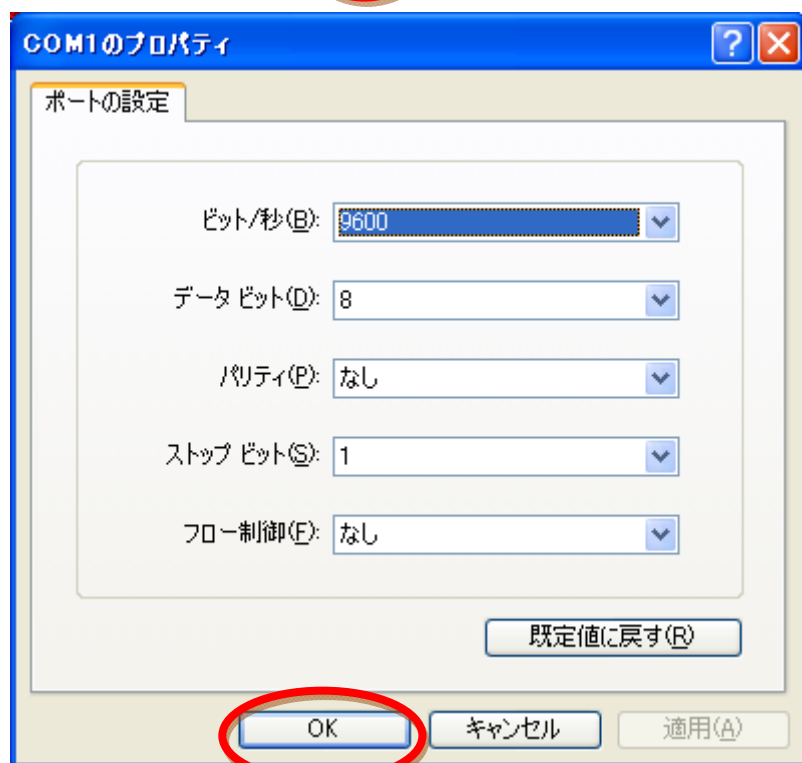 COM1のプロパティ
ポートの設定
ビット/秒(B): 9600
データ ビット(D): 8
パリティ(P): なし
ストップ ビット(S): 1
フロー制御(F): なし
既定値に戻す(R)
OK キャンセル 適用(A)